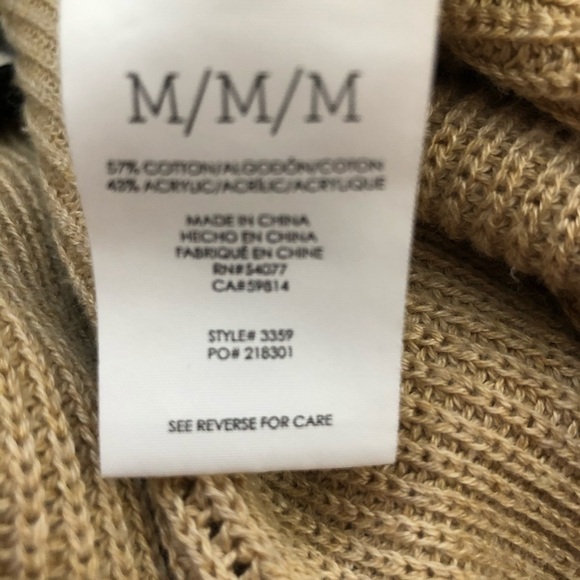 M/M/M
57% COTTON/ALGODÓN/COTON
43% ACRYLIC/ACRÍLIC/ACRYLIQUE
MADE IN CHINA
HECHO EN CHINA
FABRIQUÉ EN CHINE
RN#54077
CA#59814
STYLE# 3359
PO# 218301
SEE REVERSE FOR CARE